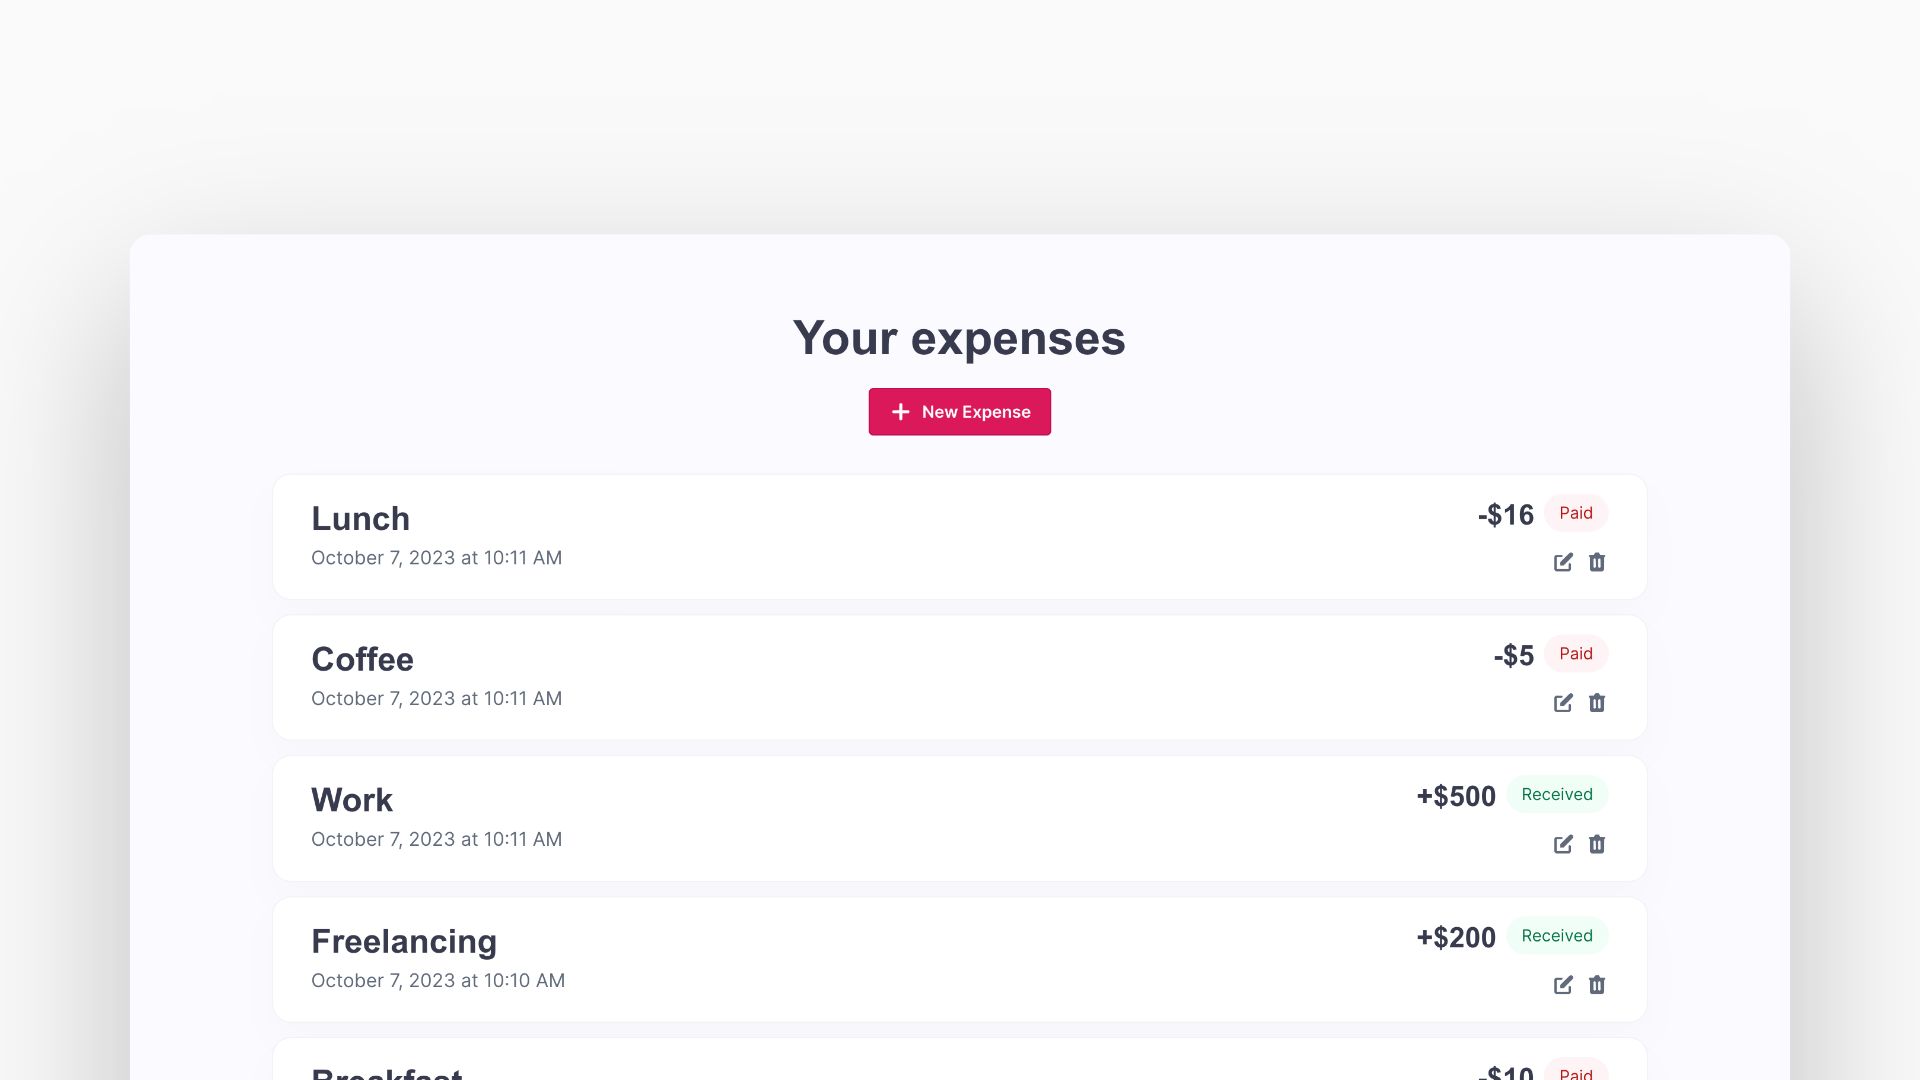 Your expenses
New Expense
Lunch
-$16 Paid
October 7, 2023 at 10:11 AM
Coffee
-$5 Paid
October 7, 2023 at 10:11 AM
Work
+$500 Received
October 7, 2023 at 10:11 AM
Freelancing
+$200 Received
October 7, 2023 at 10:10 AM
Breakfast
-$10 Paid